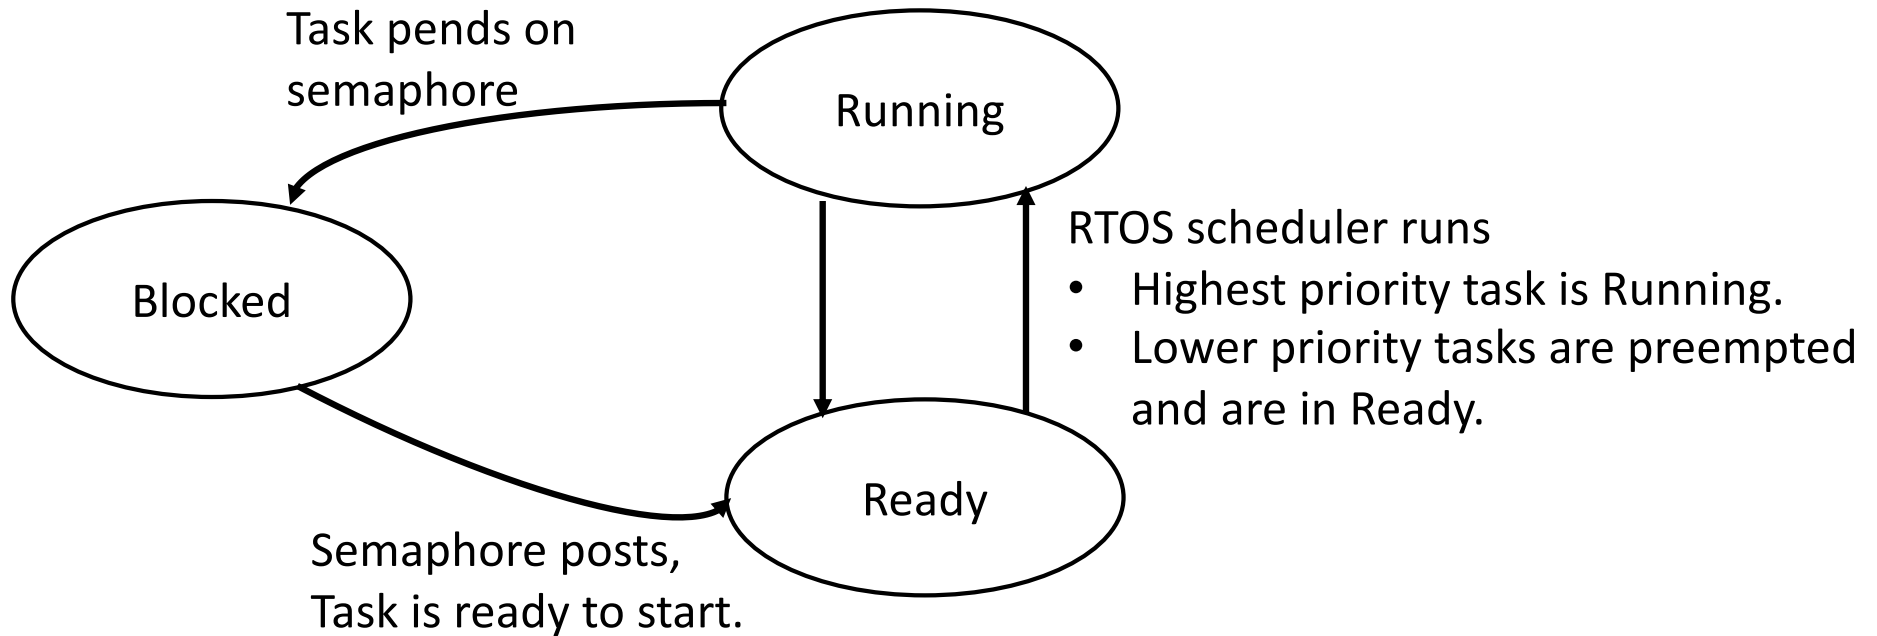 Task pends on
semaphore
Running
Blocked
RTOS scheduler runs
• Highest priority task is Running.
• Lower priority tasks are preempted
and are in Ready.
Ready
Semaphore posts,
Task is ready to start.